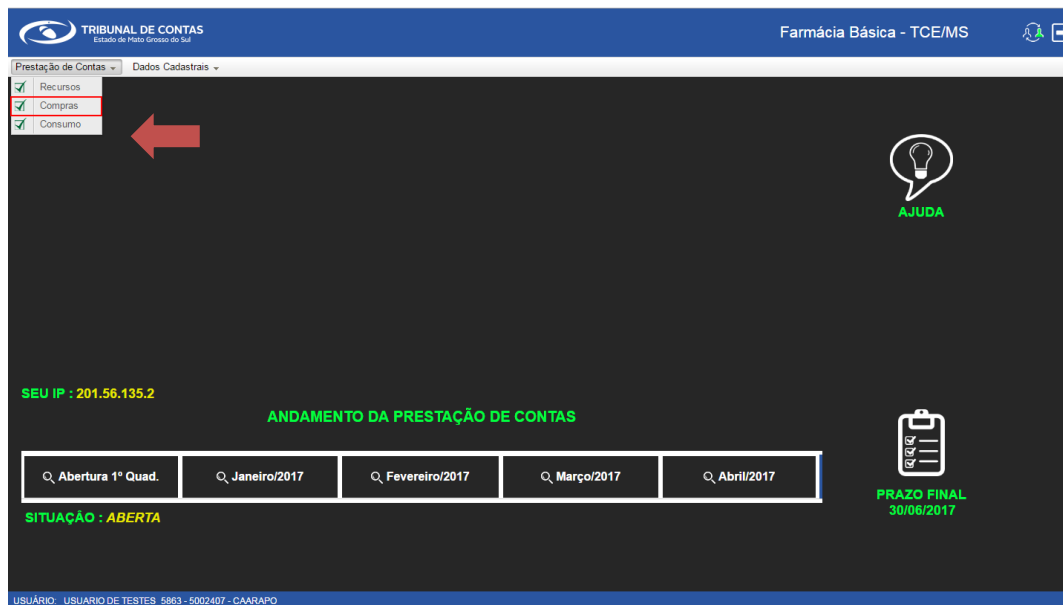 TRIBUNAL DE CONTAS
Estado de Mato Grosso do Sul
Farmácia Básica - TCE/MS
Prestação de Contas
Dados Cadastrais
Recursos
Compras
Consumo
AJUDA
SEU IP : 201.56.135.2
ANDAMENTO DA PRESTAÇÃO DE CONTAS
Abertura 1º Quad.
Janeiro/2017
Fevereiro/2017
Março/2017
Abril/2017
PRAZO FINAL
30/06/2017
SITUAÇÃO : ABERTA
USUÁRIO: USUARIO DE TESTES 5863 - 5002407 - CAARAPO